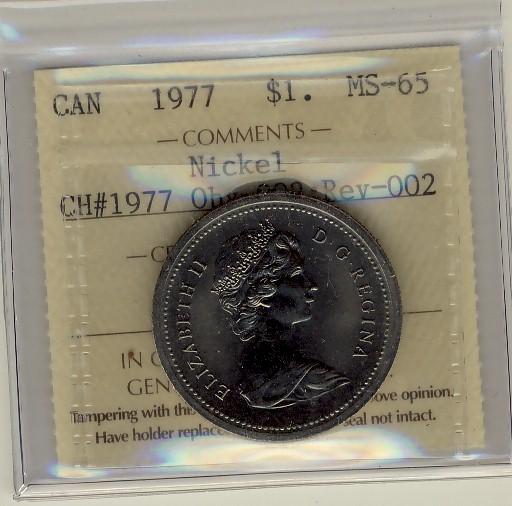 CAN 1977 $1. MS-65
— COMMENTS —
Nickel
CH#1977 Rev-002
IN
GEN
Tampering with ove opinion.
Have holder replace seal not intact.
ELIZABETH II D·G·REGINA